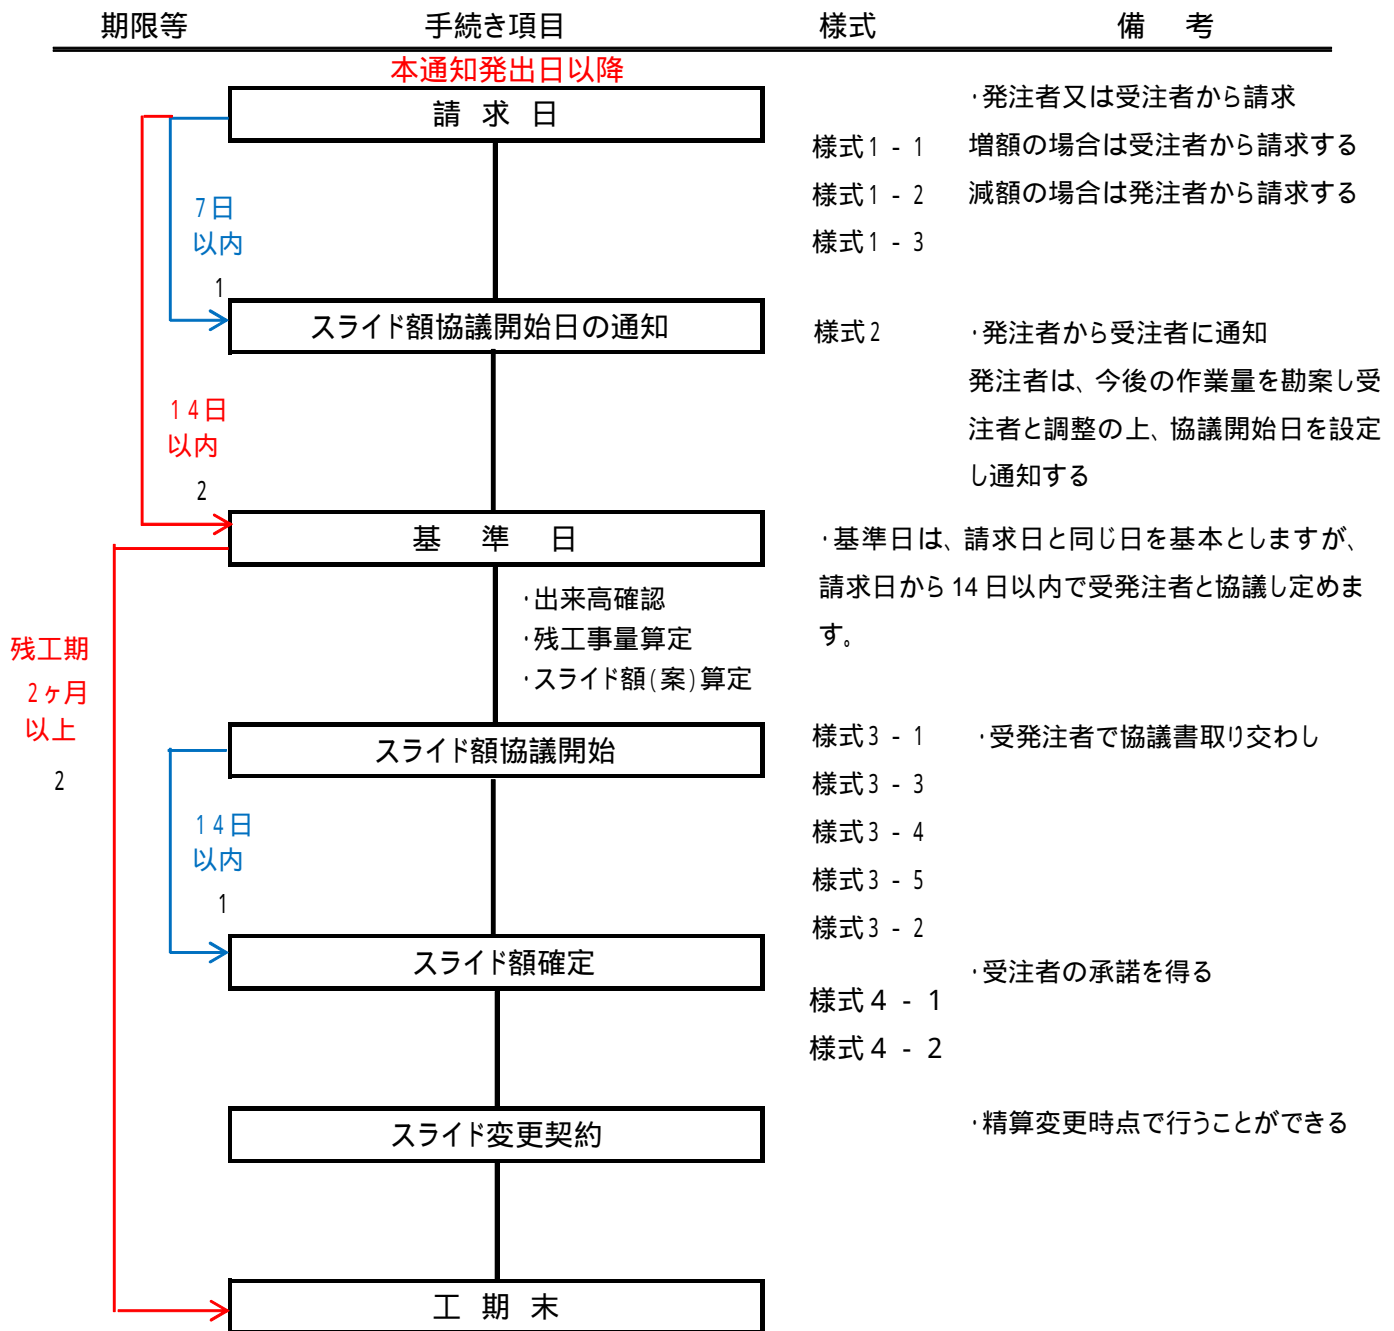 期限等 手続き項目 様式 備 考
本通知発出日以降
請 求 日
・発注者又は受注者から請求
様式1 - 1 増額の場合は受注者から請求する
様式1 - 2 減額の場合は発注者から請求する
様式1 - 3
7日
以内
1
スライド額協議開始日の通知
様式2 ・発注者から受注者に通知
発注者は、今後の作業量を勘案し受
注者と調整の上、協議開始日を設定
し通知する
14日
以内
2
基 準 日
・基準日は、請求日と同じ日を基本としますが、
請求日から14日以内で受発注者と協議し定めま
す。
・出来高確認
・残工事量算定
・スライド額(案)算定
残工期
2ヶ月
以上
2
スライド額協議開始
様式3 - 1 ・受発注者で協議書取り交わし
様式3 - 3
様式3 - 4
様式3 - 5
様式3 - 2
14日
以内
1
スライド額確定
・受注者の承諾を得る
様式4 - 1
様式4 - 2
スライド変更契約
・精算変更時点で行うことができる
工 期 末